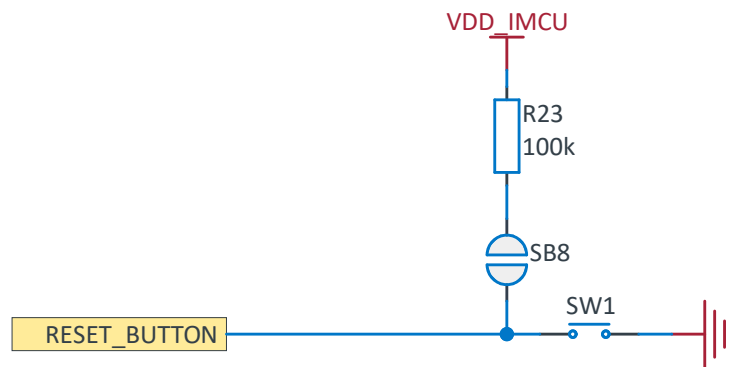 VDD_IMCU
R23
100k
SB8
SW1
RESET_BUTTON